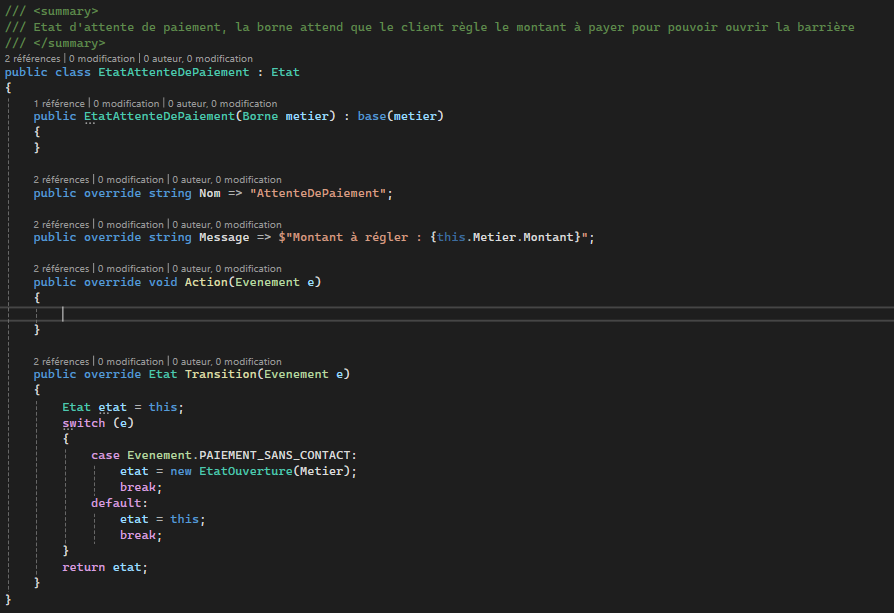 /// <summary>
/// Etat d'attente de paiement, la borne attend que le client règle le montant à payer pour pouvoir ouvrir la barrière
/// </summary>
2 références | 0 modification | 0 auteur, 0 modification
public class EtatAttenteDePaiement : Etat
{
1 référence | 0 modification | 0 auteur, 0 modification
public EtatAttenteDePaiement(Borne metier) : base(metier)
{
}
2 références | 0 modification | 0 auteur, 0 modification
public override string Nom => "AttenteDePaiement";
2 références | 0 modification | 0 auteur, 0 modification
public override string Message => $"Montant à régler : {this.Metier.Montant}";
2 références | 0 modification | 0 auteur, 0 modification
public override void Action(Evenement e)
{
}
2 références | 0 modification | 0 auteur, 0 modification
public override Etat Transition(Evenement e)
{
Etat etat = this;
switch (e)
{
case Evenement.PAIEMENT_SANS_CONTACT:
etat = new EtatOuverture(Metier);
break;
default:
etat = this;
break;
}
return etat;
}
}